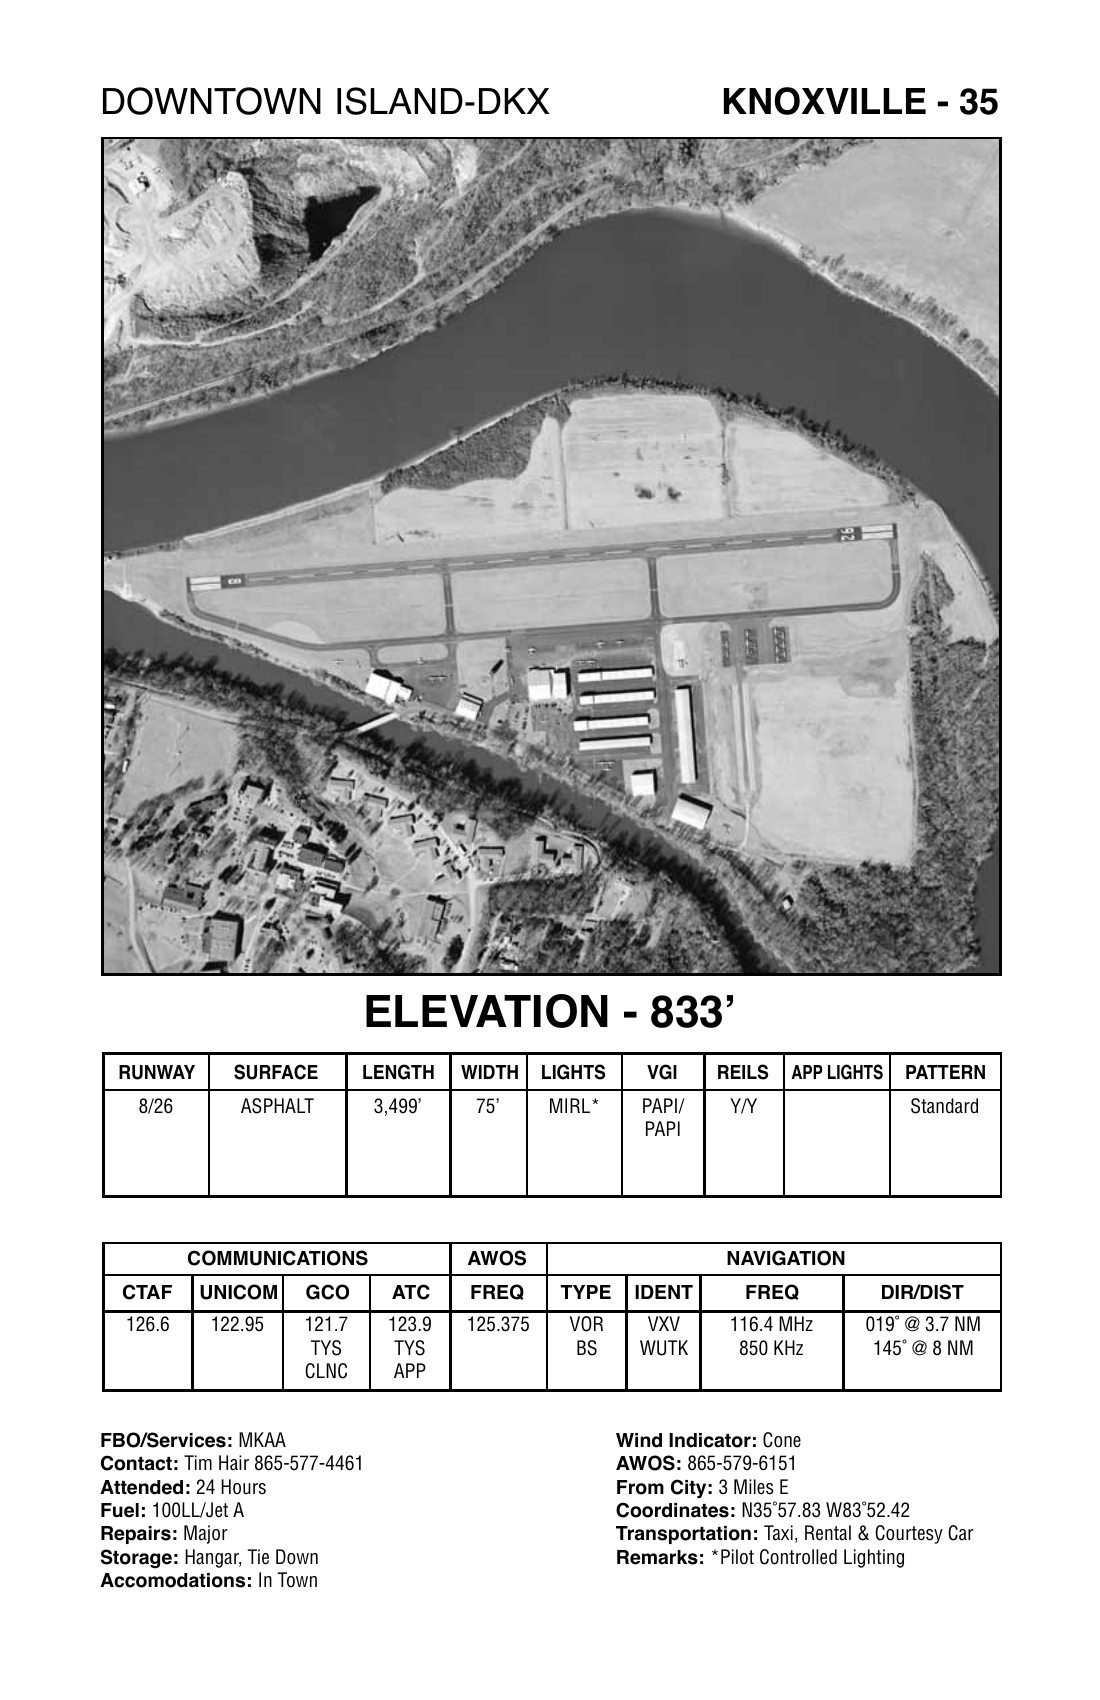 DOWNTOWN ISLAND-DKX KNOXVILLE - 35
26
8
ELEVATION - 833’
RUNWAY SURFACE LENGTH WIDTH LIGHTS VGI REILS APP LIGHTS PATTERN
8/26 ASPHALT 3,499’ 75’ MIRL* PAPI/ Y/Y Standard
PAPI
COMMUNICATIONS AWOS NAVIGATION
CTAF UNICOM GCO ATC FREQ TYPE IDENT FREQ DIR/DIST
126.6 122.95 121.7 123.9 125.375 VOR VXV 116.4 MHz 019˚ @ 3.7 NM
TYS TYS BS WUTK 850 KHz 145˚ @ 8 NM
CLNC APP
FBO/Services: MKAA
Contact: Tim Hair 865-577-4461
Attended: 24 Hours
Fuel: 100LL/Jet A
Repairs: Major
Storage: Hangar, Tie Down
Accomodations: In Town
Wind Indicator: Cone
AWOS: 865-579-6151
From City: 3 Miles E
Coordinates: N35˚57.83 W83˚52.42
Transportation: Taxi, Rental & Courtesy Car
Remarks: *Pilot Controlled Lighting